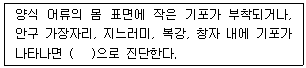 양식 어류의 몸 표면에 작은 기포가 부착되거나,
안구 가장자리, 지느러미, 복강, 창자 내에 기포가
나타나면 (   )으로 진단한다.